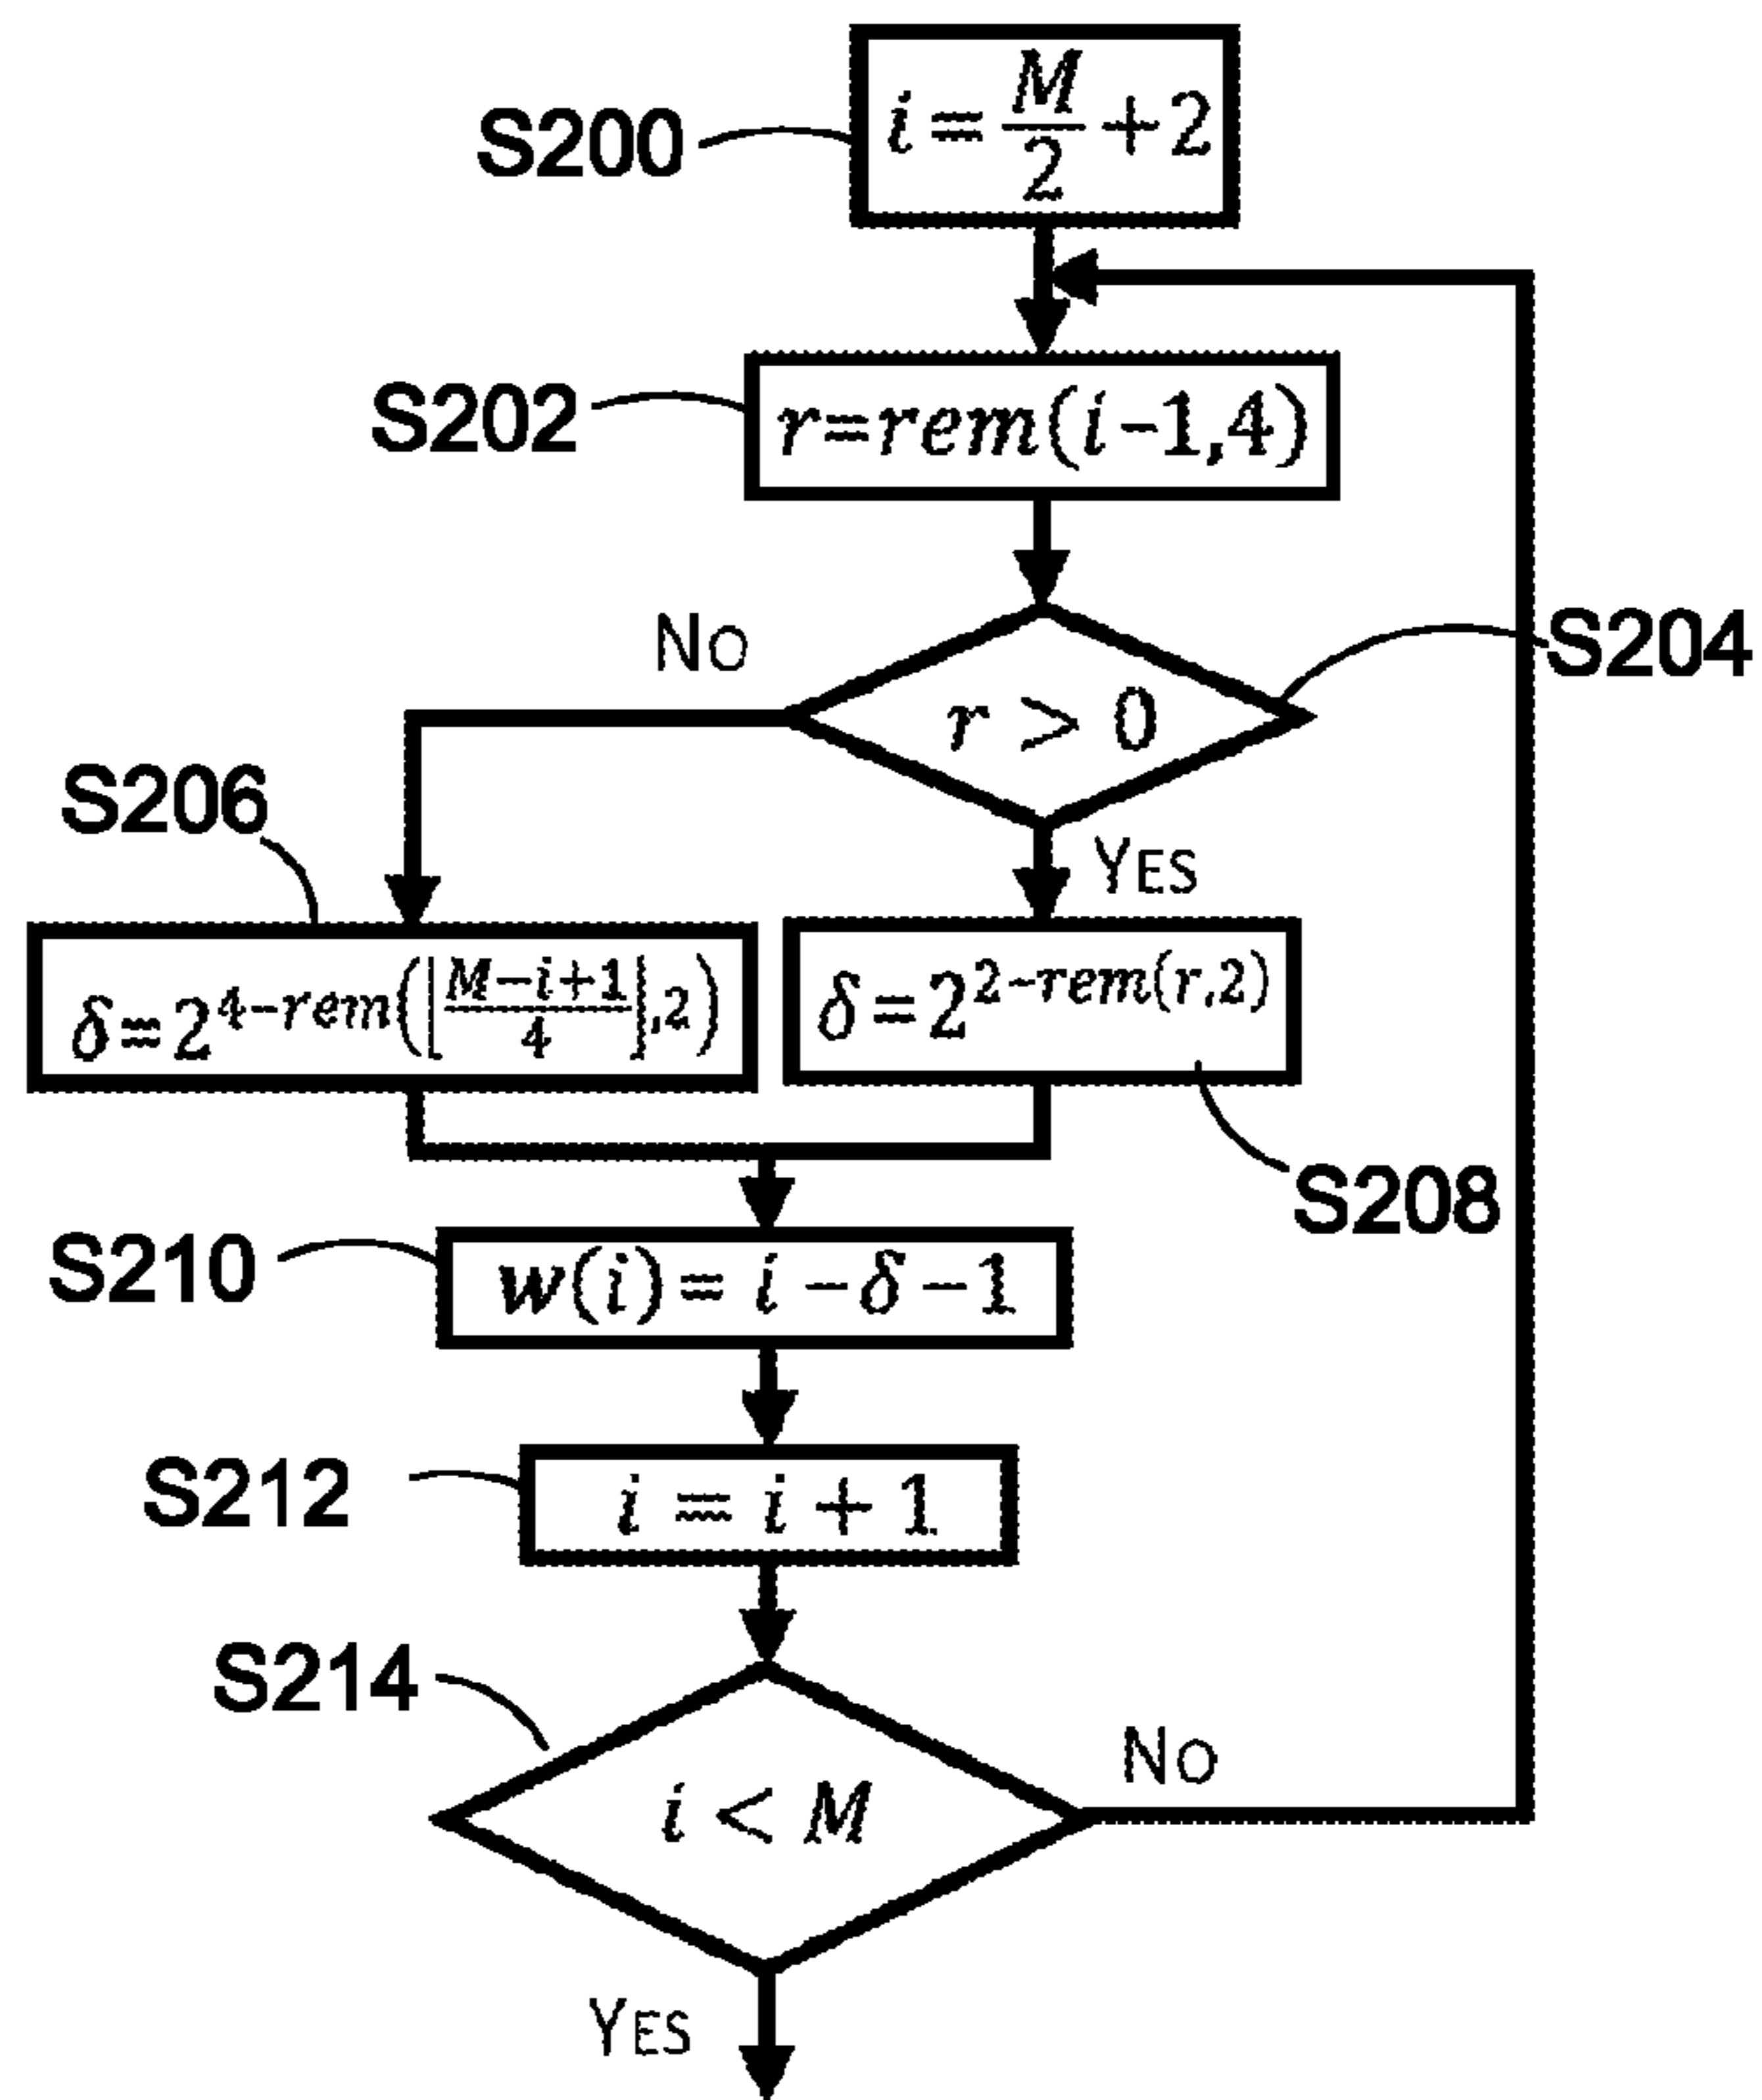 S200
i = M/2 + 2
S202
r=rem(i-1,4)
No
S204
r > 0
S206
Yes
δ=2^{4-rem(⌊(M-i+1)/4⌋,2)}
δ=2^{2-rem(r,2)}
S208
S210
w(i)= i - δ - 1
S212
i = i + 1
S214
No
i < M
Yes